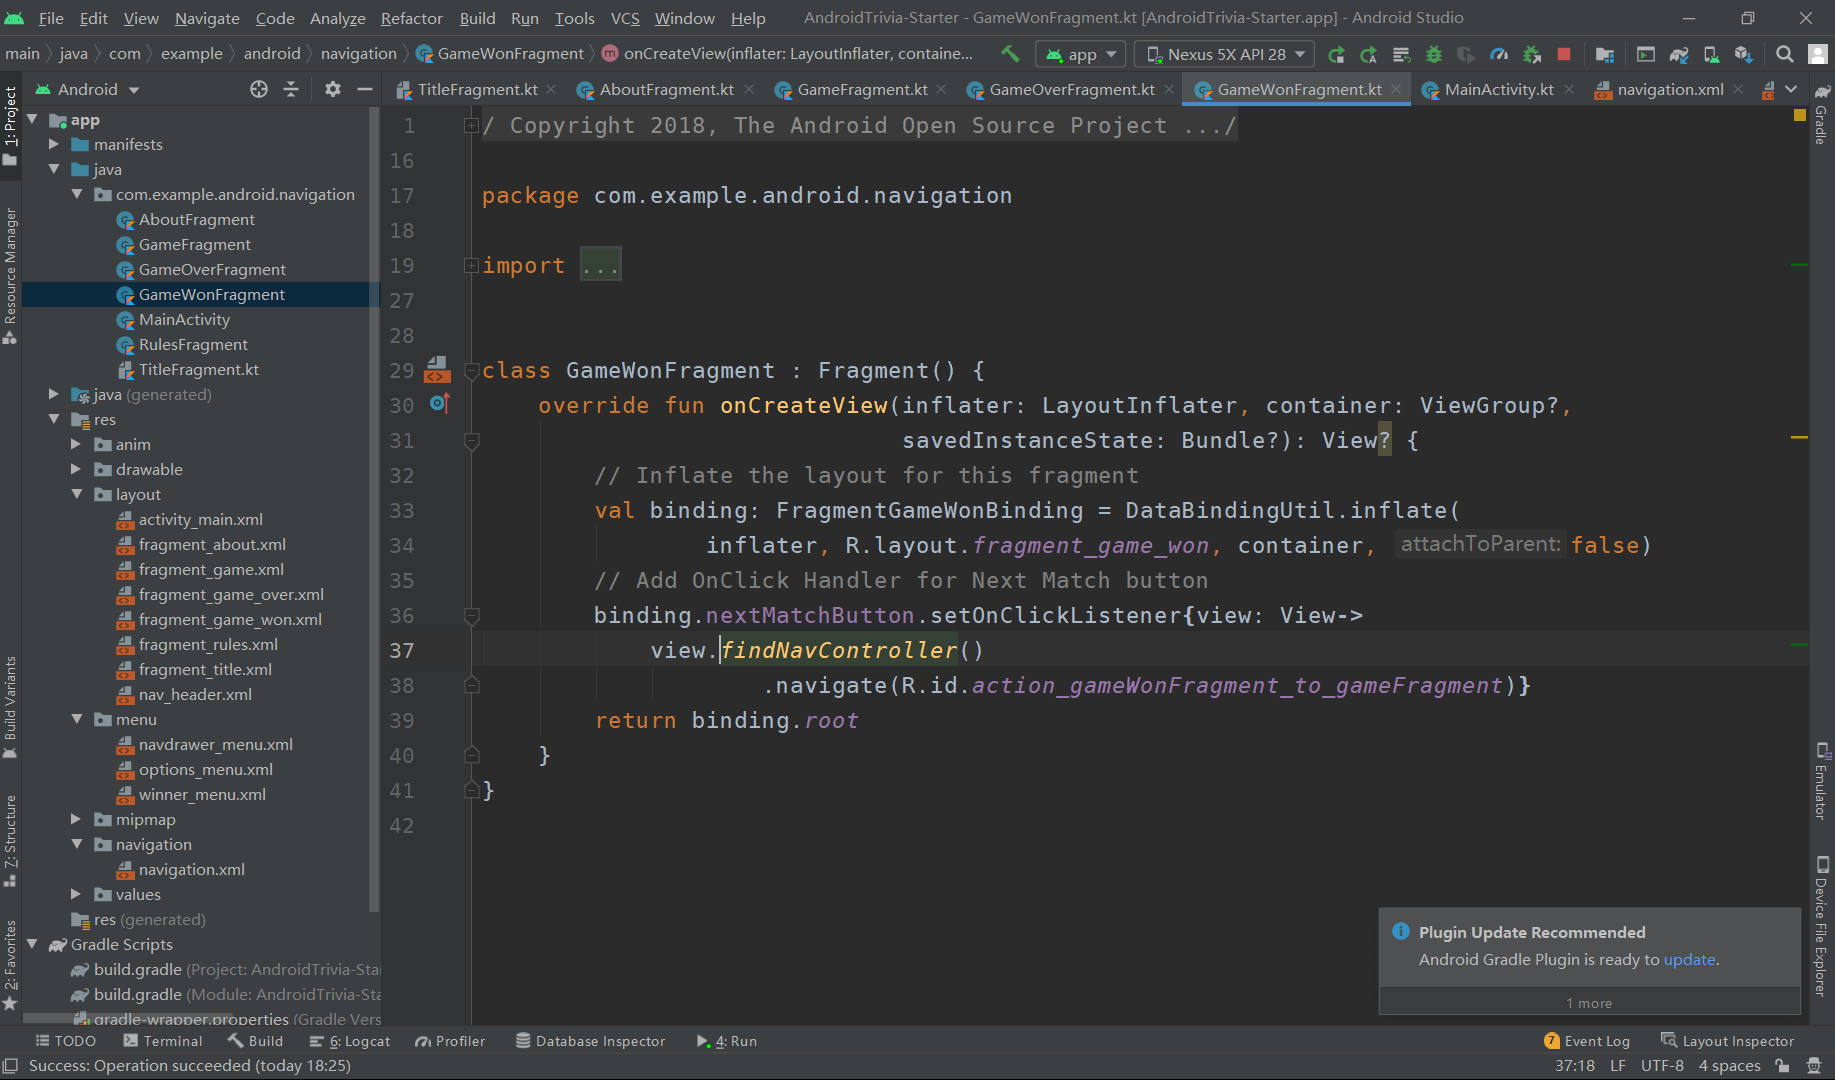 File Edit View Navigate Code Analyze Refactor Build Run Tools VCS Window Help AndroidTrivia-Starter - GameWonFragment.kt [AndroidTrivia-Starter.app] - Android Studio
main java com example android navigation GameWonFragment onCreateView(inflater: LayoutInflater, containe... app Nexus 5X API 28
Android
TitleFragment.kt AboutFragment.kt GameFragment.kt GameOverFragment.kt GameWonFragment.kt MainActivity.kt navigation.xml
1: Project
Resource Manager
Build Variants
7: Structure
2: Favorites
app
manifests
java
com.example.android.navigation
AboutFragment
GameFragment
GameOverFragment
GameWonFragment
MainActivity
RulesFragment
TitleFragment.kt
java (generated)
res
anim
drawable
layout
activity_main.xml
fragment_about.xml
fragment_game.xml
fragment_game_over.xml
fragment_game_won.xml
fragment_rules.xml
fragment_title.xml
nav_header.xml
menu
navdrawer_menu.xml
options_menu.xml
winner_menu.xml
mipmap
navigation
navigation.xml
values
res (generated)
Gradle Scripts
build.gradle (Project: AndroidTrivia-Star
build.gradle (Module: AndroidTrivia-Sta
gradle-wrapper.properties (Gradle Vers
1 / Copyright 2018, The Android Open Source Project .../
16
17 package com.example.android.navigation
18
19 import ...
27
28
29 class GameWonFragment : Fragment() {
30 override fun onCreateView(inflater: LayoutInflater, container: ViewGroup?,
31 savedInstanceState: Bundle?): View? {
32 // Inflate the layout for this fragment
33 val binding: FragmentGameWonBinding = DataBindingUtil.inflate(
34 inflater, R.layout.fragment_game_won, container, attachToParent: false)
35 // Add OnClick Handler for Next Match button
36 binding.nextMatchButton.setOnClickListener{view: View->
37 view.findNavController()
38 .navigate(R.id.action_gameWonFragment_to_gameFragment)}
39 return binding.root
40 }
41 }
42
Gradle
Emulator
Device File Explorer
Plugin Update Recommended
Android Gradle Plugin is ready to update.
1 more
TODO Terminal Build 6: Logcat Profiler Database Inspector 4: Run 7 Event Log Layout Inspector
Success: Operation succeeded (today 18:25) 37:18 LF UTF-8 4 spaces